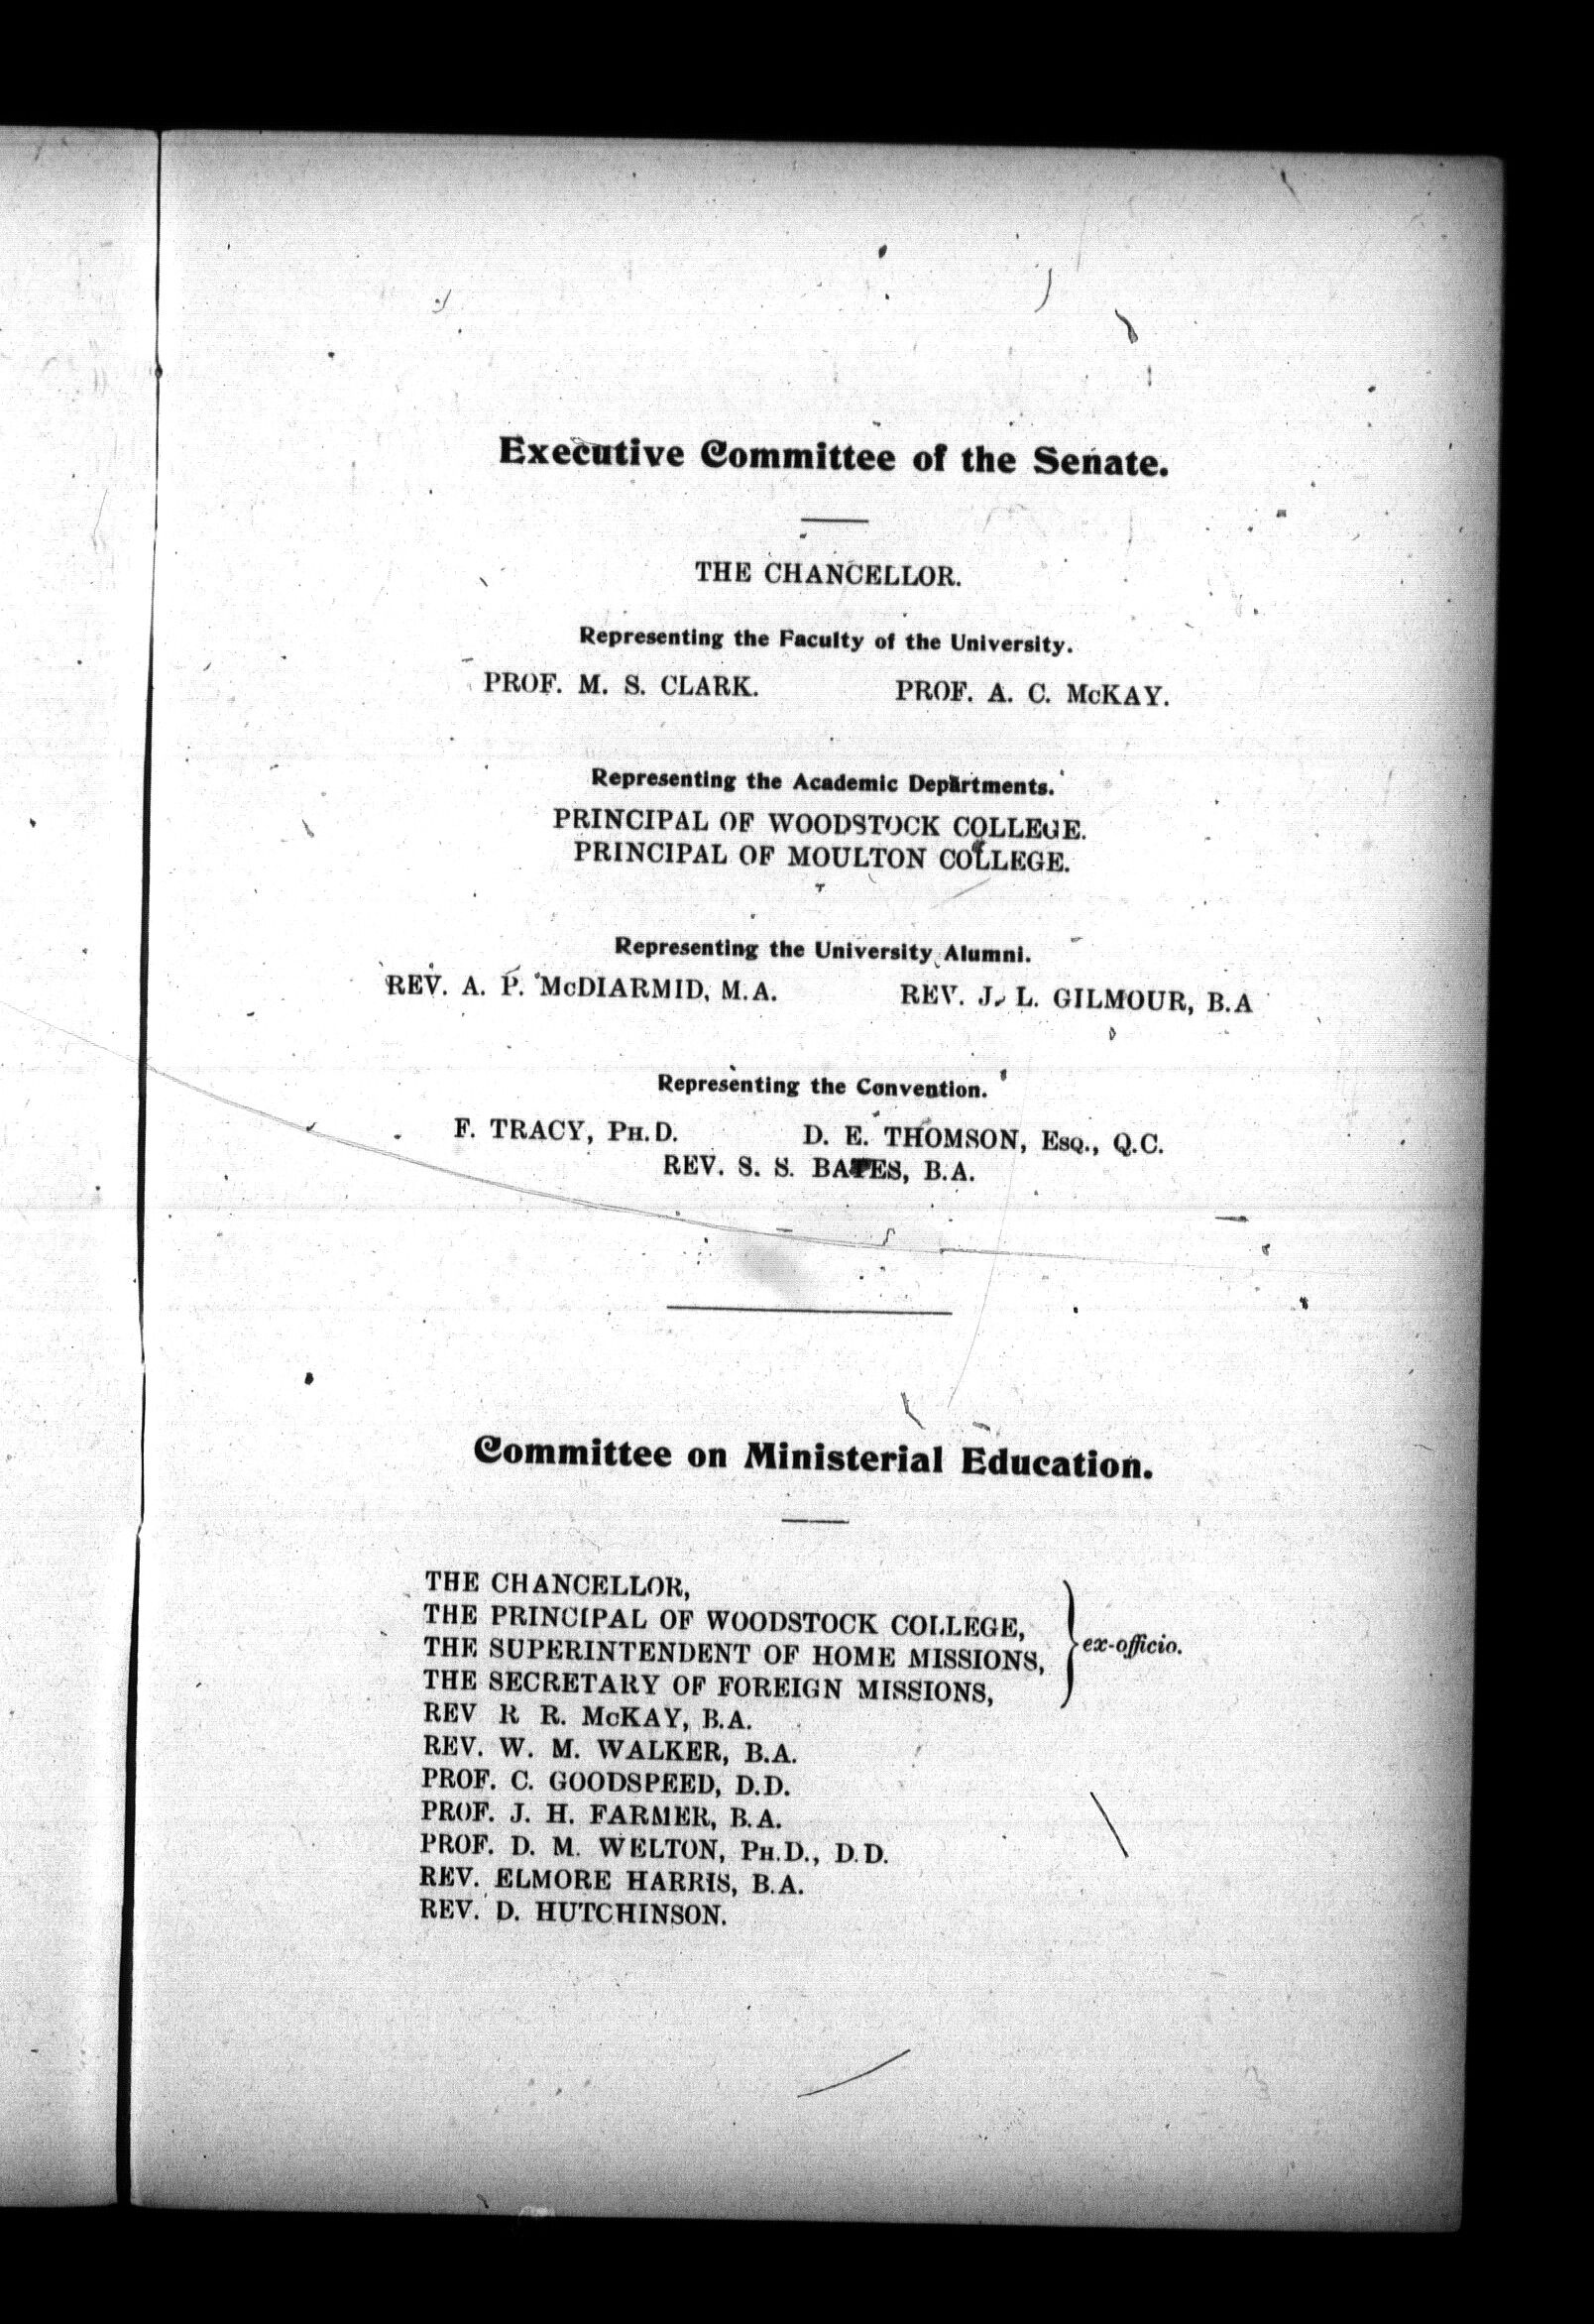 Executive Committee of the Senate.
THE CHANCELLOR.
Representing the Faculty of the University.
PROF. M. S. CLARK. PROF. A. C. McKAY.
Representing the Academic Departments.
PRINCIPAL OF WOODSTOCK COLLEGE.
PRINCIPAL OF MOULTON COLLEGE.
Representing the University Alumni.
REV. A. P. McDIARMID, M.A. REV. J. L. GILMOUR, B.A
Representing the Convention.
F. TRACY, PH.D. D. E. THOMSON, ESQ., Q.C.
REV. S. S. BATES, B.A.
Committee on Ministerial Education.
THE CHANCELLOR,
THE PRINCIPAL OF WOODSTOCK COLLEGE,
THE SUPERINTENDENT OF HOME MISSIONS,
THE SECRETARY OF FOREIGN MISSIONS,
ex-officio.
REV R R. McKAY, B.A.
REV. W. M. WALKER, B.A.
PROF. C. GOODSPEED, D.D.
PROF. J. H. FARMER, B.A.
PROF. D. M. WELTON, PH.D., D.D.
REV. ELMORE HARRIS, B.A.
REV. D. HUTCHINSON.